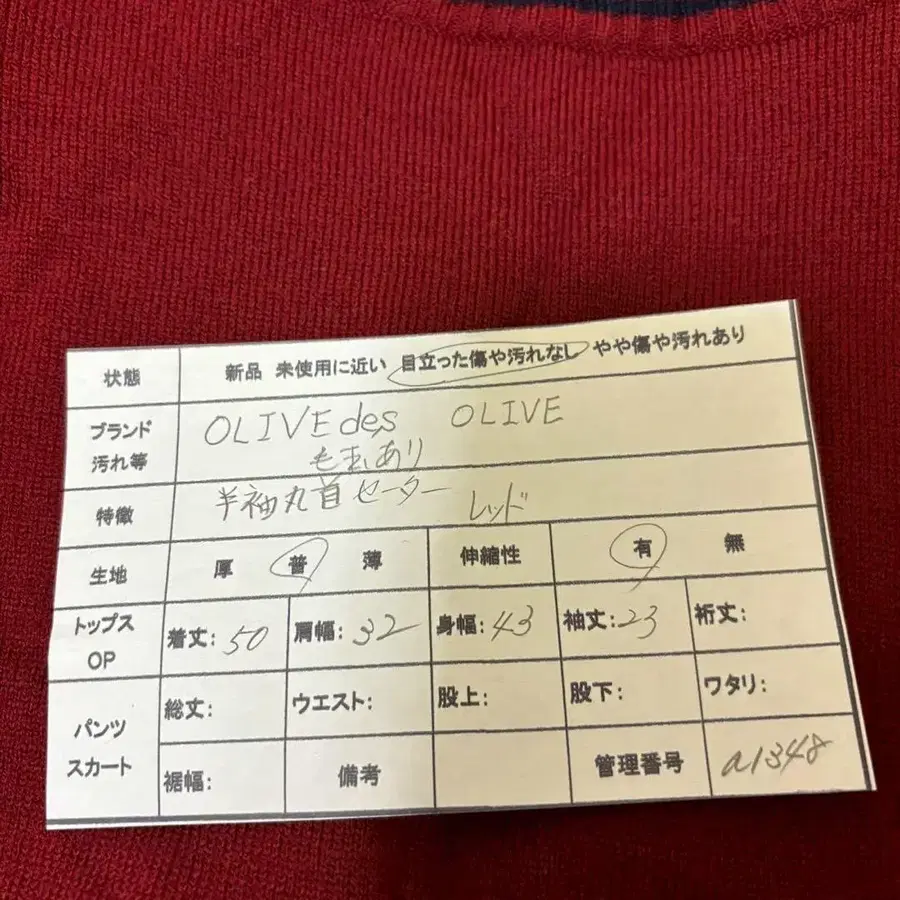 状態 新品 未使用に近い 目立った傷や汚れなし やや傷や汚れあり
ブランド OLIVE des OLIVE
汚れ等 毛玉あり
特徴 半袖丸首セーター レッド
生地 厚 普 薄 伸縮性 有 無
トップス OP 着丈:50 肩幅:32 身幅:43 袖丈:23 裄丈:
パンツ スカート 総丈: ウエスト: 股上: 股下: ワタリ:
裾幅: 備考 管理番号 a1348